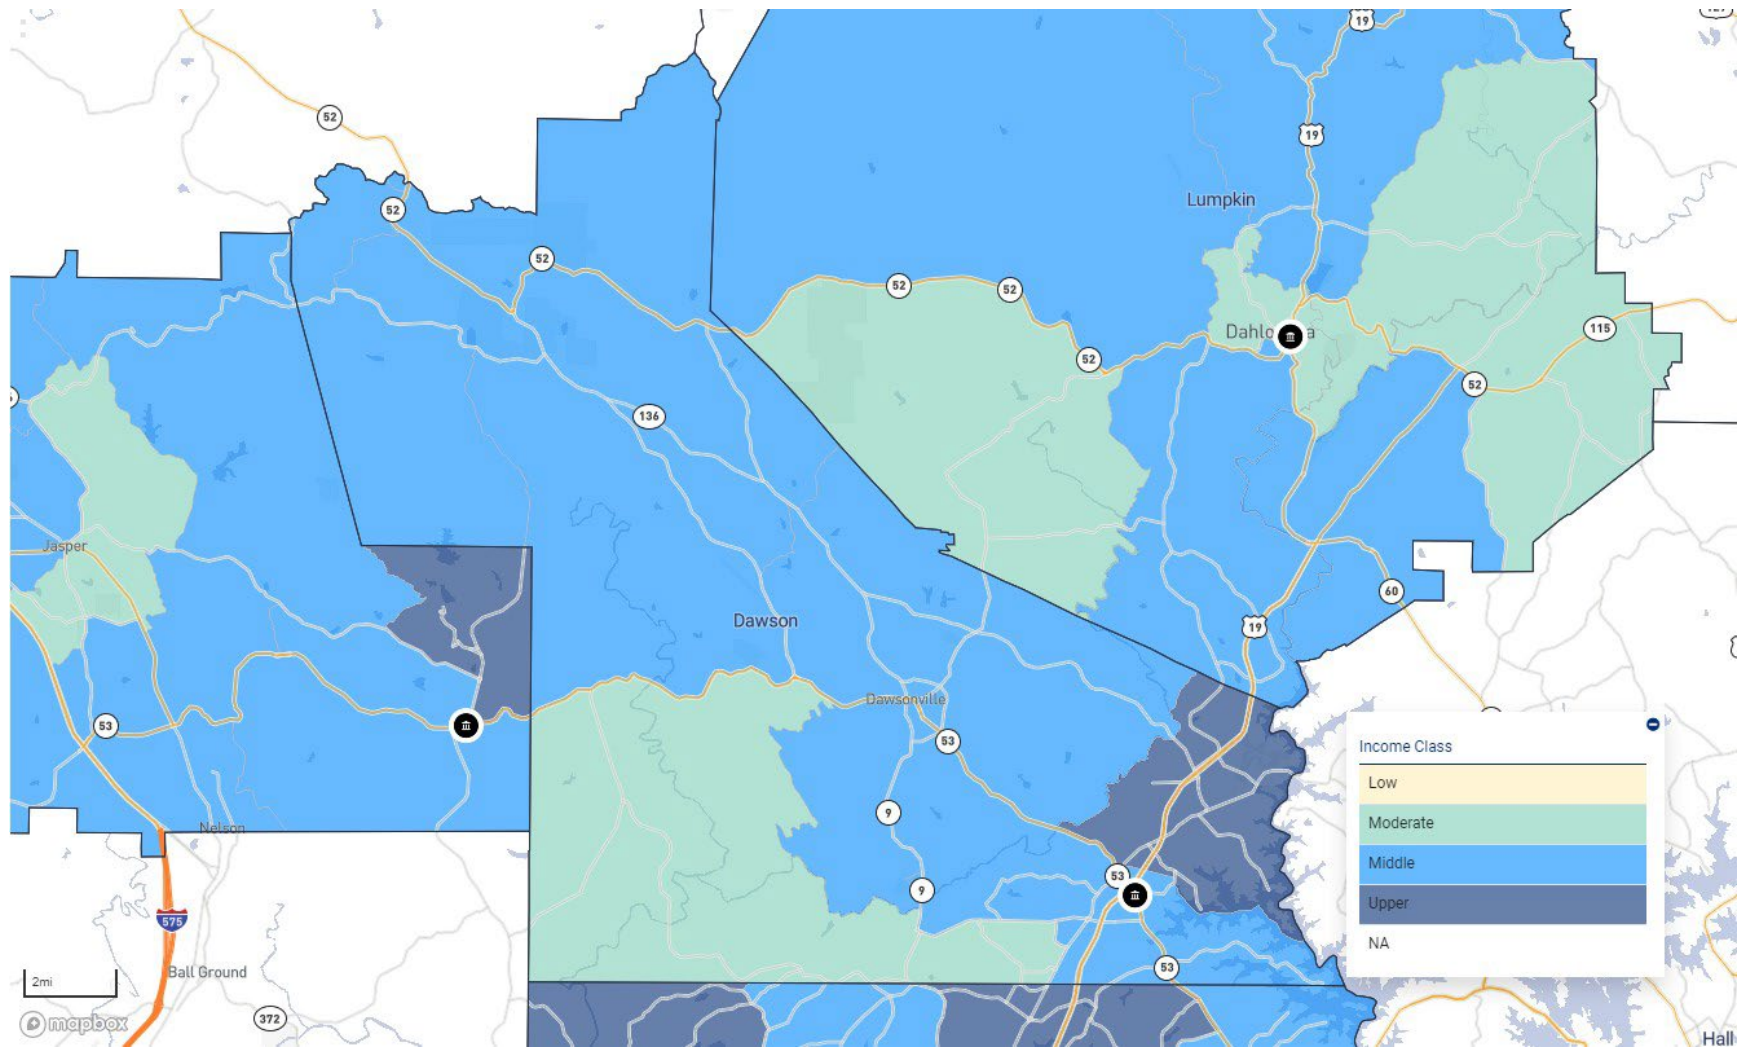 19
52
19
Lumpkin
52
52
52
52
Dahlo
a
115
52
52
136
Jasper
60
Dawson
19
Dawsonville
53
53
Income Class
Low
9
Moderate
Nelson
Middle
53
9
Upper
575
NA
Ball Ground
53
2mi
372
mapbox
Hall